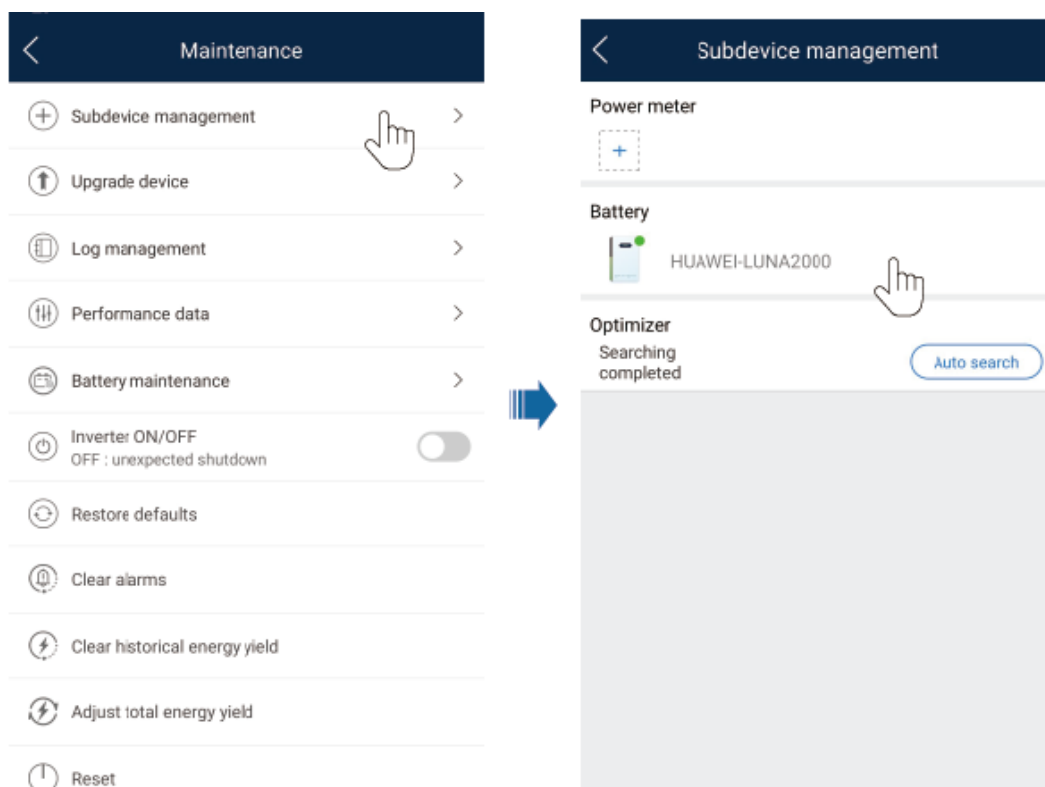 Maintenance
Subdevice management
Upgrade device
Log management
Performance data
Battery maintenance
Inverter ON/OFF
OFF : unexpected shutdown
Restore defaults
Clear alarms
Clear historical energy yield
Adjust total energy yield
Reset
Subdevice management
Power meter
+
Battery
HUAWEI-LUNA2000
Optimizer
Searching
completed
Auto search